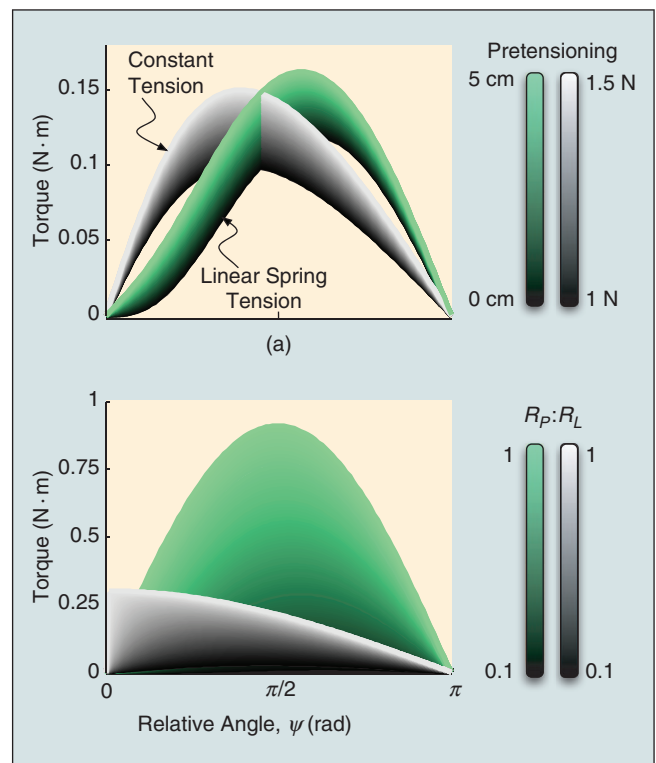 Constant
Tension
Linear Spring
Tension
Torque (N·m)
0.15
0.1
0.05
0
(a)
Pretensioning
5 cm
1.5 N
0 cm
1 N
Torque (N·m)
1
0.75
0.5
0.25
0
0
π/2
π
Relative Angle, ψ (rad)
R_P:R_L
1
1
0.1
0.1